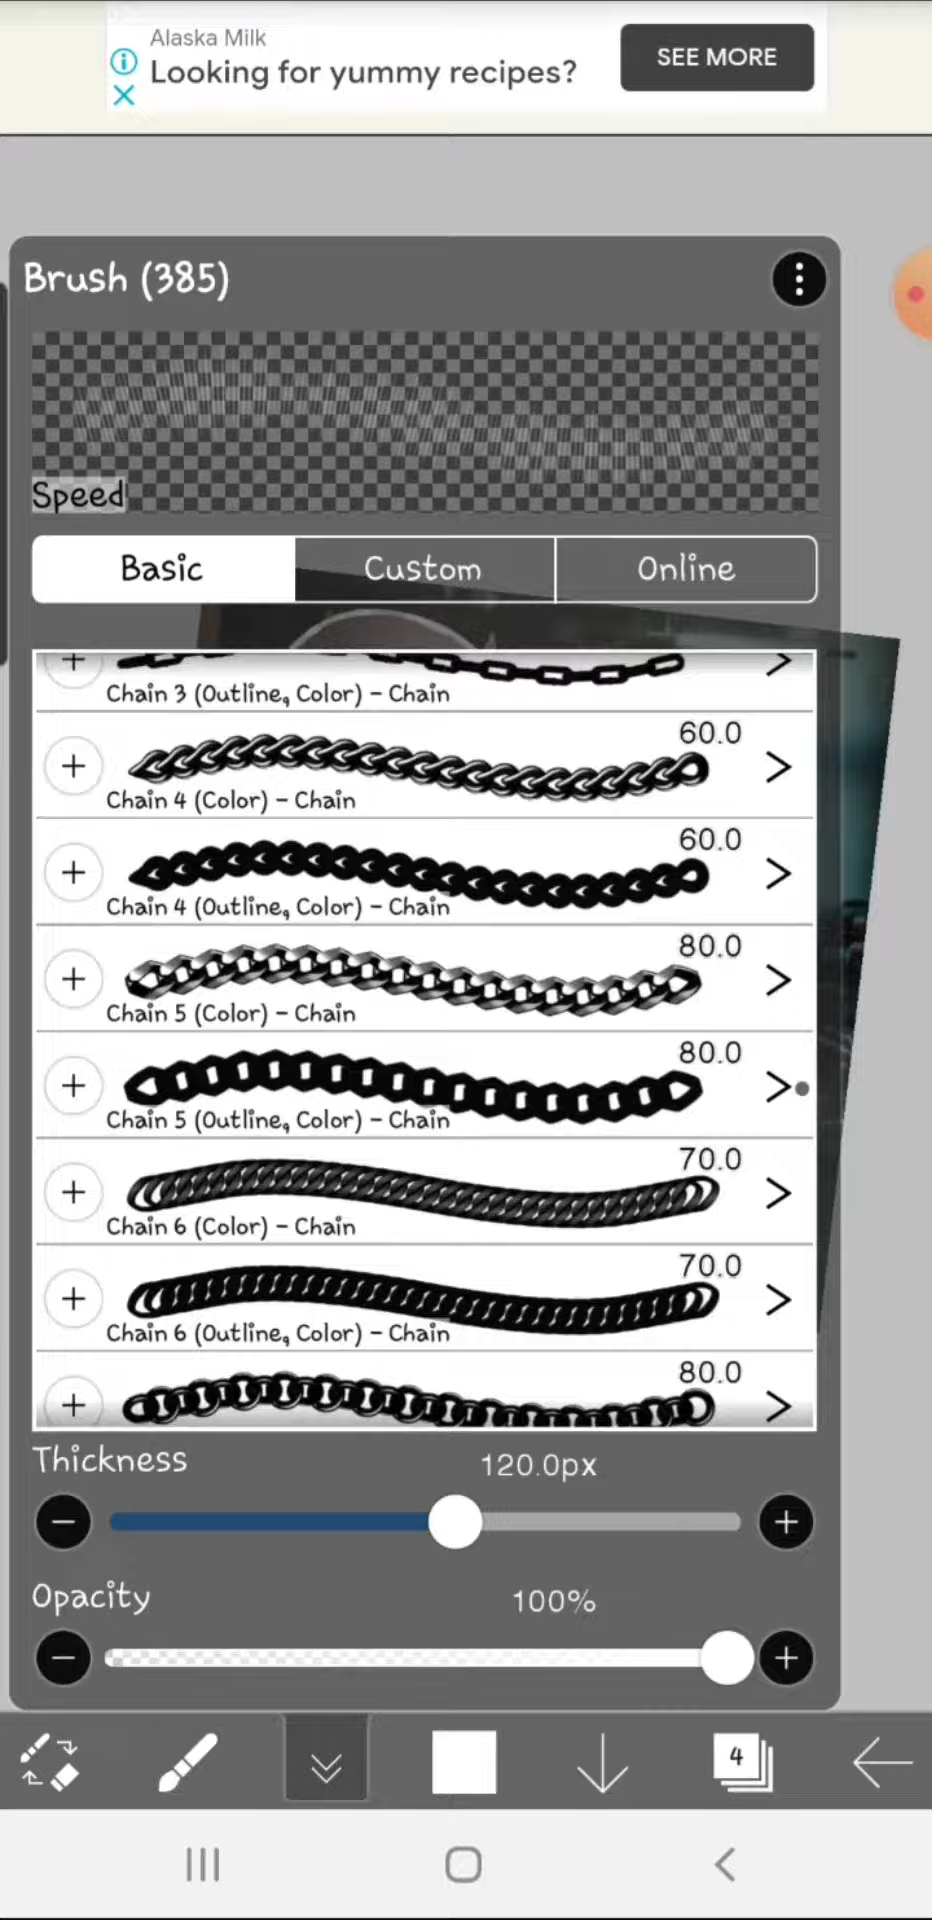 Alaska Milk
Looking for yummy recipes?
SEE MORE
Brush (385)
Speed
Basic
Custom
Online
Chain 3 (Outline, Color) - Chain
60.0
Chain 4 (Color) - Chain
60.0
Chain 4 (Outline, Color) - Chain
80.0
Chain 5 (Color) - Chain
80.0
Chain 5 (Outline, Color) - Chain
70.0
Chain 6 (Color) - Chain
70.0
Chain 6 (Outline, Color) - Chain
80.0
Thickness
120.0px
Opacity
100%
4